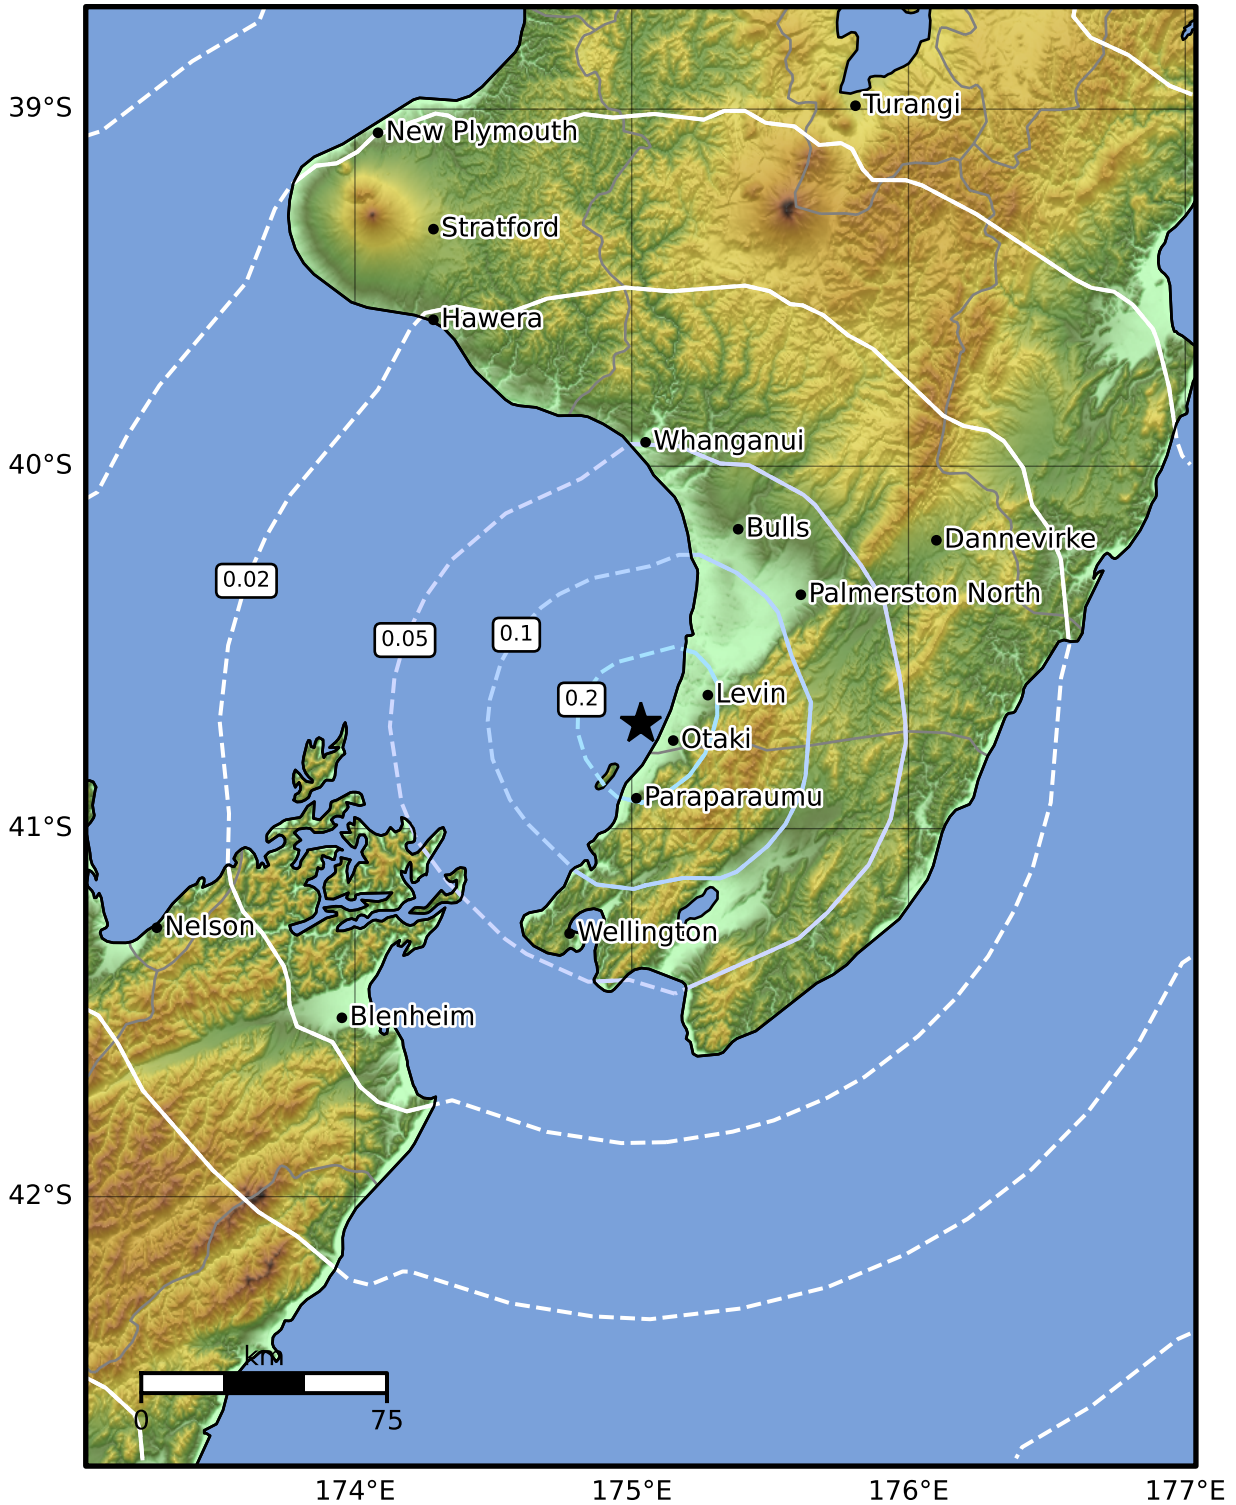 39°S
Turangi
New Plymouth
Stratford
Hawera
Whanganui
40°S
Bulls
Dannevirke
0.02
Palmerston North
0.1
0.05
Levin
0.2
Otaki
Paraparaumu
41°S
Nelson
Wellington
Blenheim
42°S
km
0
75
174°E
175°E
176°E
177°E